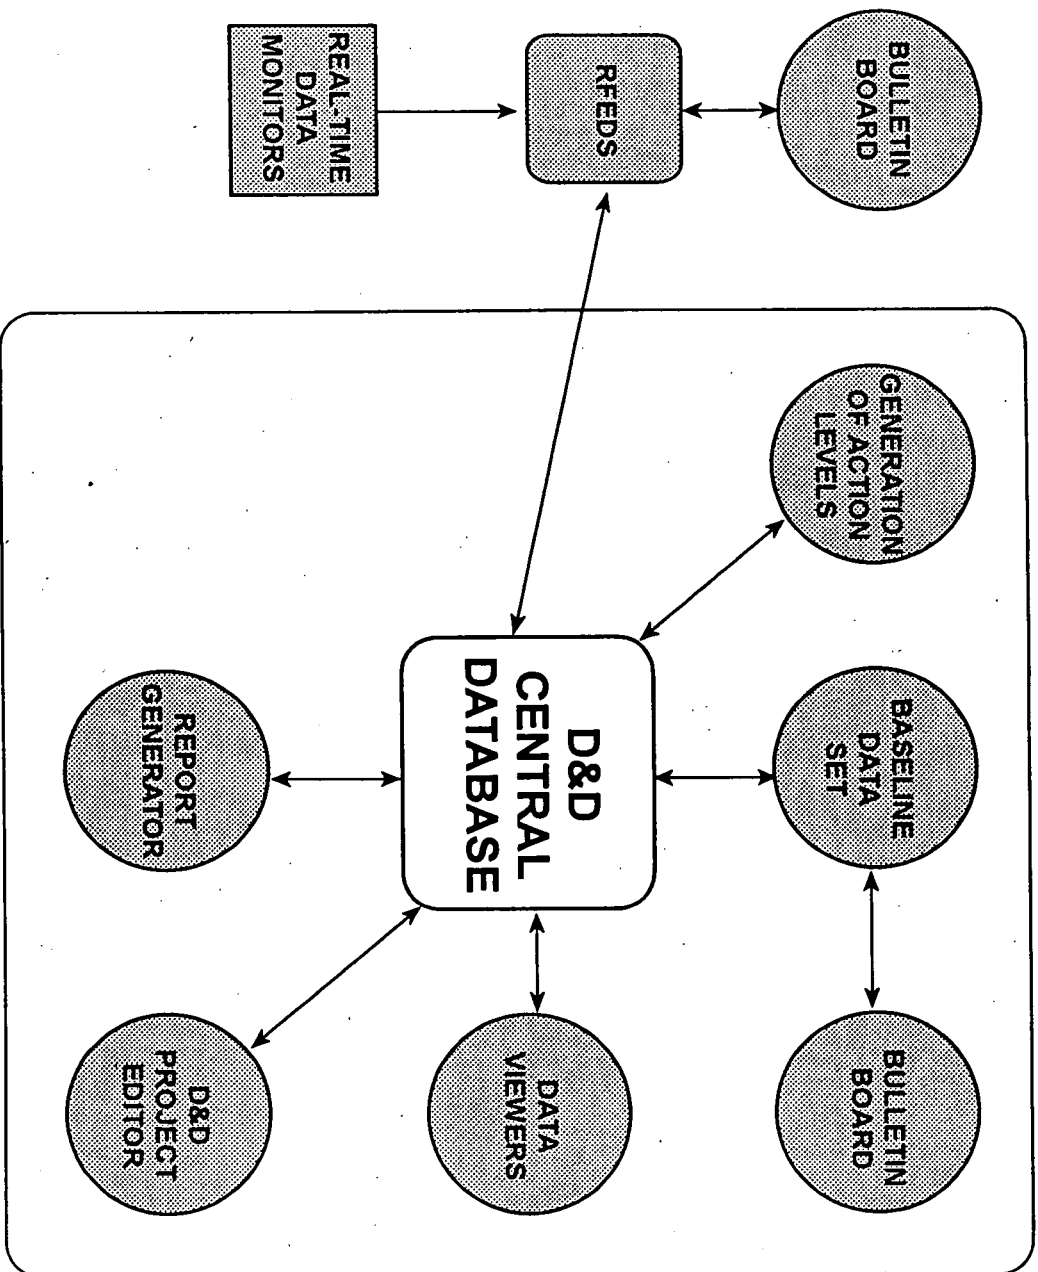 BULLETIN
BOARD
RFEDS
REAL-TIME
DATA
MONITORS
GENERATION
OF ACTION
LEVELS
BASELINE
DATA
SET
BULLETIN
BOARD
D&D
CENTRAL
DATABASE
DATA
VIEWERS
REPORT
GENERATOR
D&D
PROJECT
EDITOR